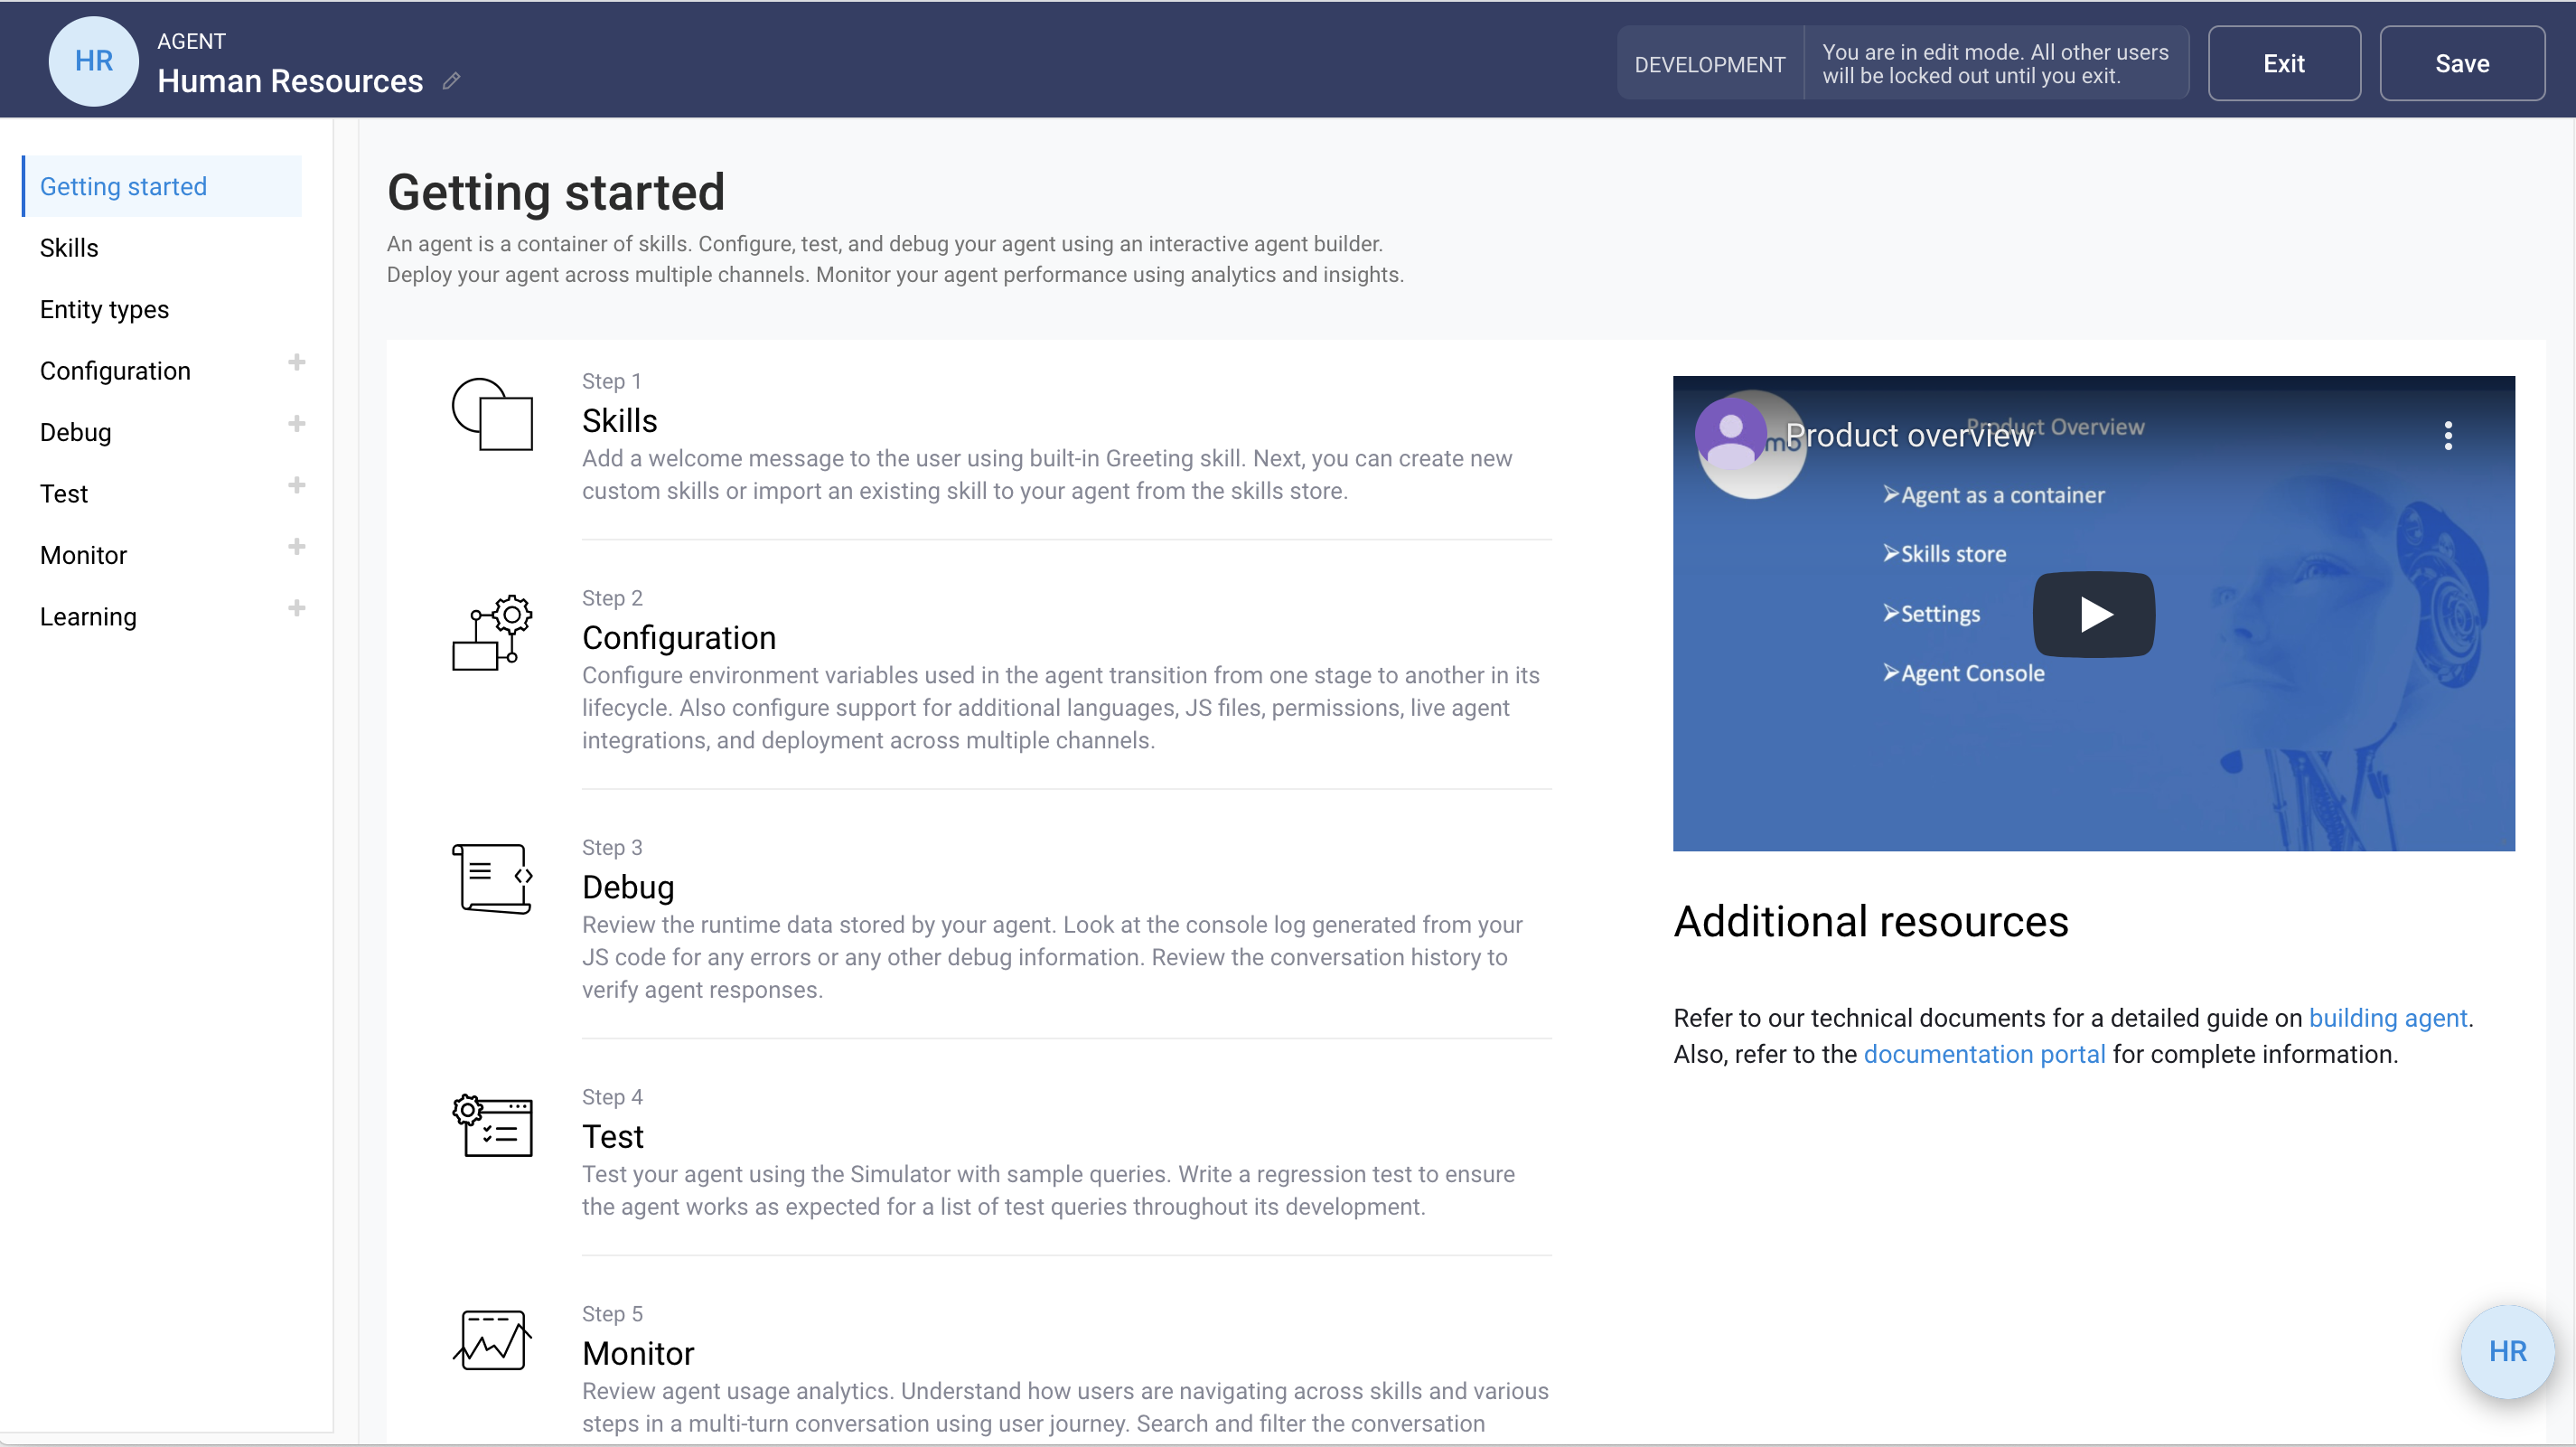 HR
AGENT
Human Resources
DEVELOPMENT
You are in edit mode. All other users
will be locked out until you exit.
Exit
Save
Getting started
Skills
Entity types
Configuration
Debug
Test
Monitor
Learning
Getting started
An agent is a container of skills. Configure, test, and debug your agent using an interactive agent builder.
Deploy your agent across multiple channels. Monitor your agent performance using analytics and insights.
Step 1
Skills
Add a welcome message to the user using built-in Greeting skill. Next, you can create new
custom skills or import an existing skill to your agent from the skills store.
Step 2
Configuration
Configure environment variables used in the agent transition from one stage to another in its
lifecycle. Also configure support for additional languages, JS files, permissions, live agent
integrations, and deployment across multiple channels.
Step 3
Debug
Review the runtime data stored by your agent. Look at the console log generated from your
JS code for any errors or any other debug information. Review the conversation history to
verify agent responses.
Step 4
Test
Test your agent using the Simulator with sample queries. Write a regression test to ensure
the agent works as expected for a list of test queries throughout its development.
Step 5
Monitor
Review agent usage analytics. Understand how users are navigating across skills and various
steps in a multi-turn conversation using user journey. Search and filter the conversation
Product overview
Product Overview
➢Agent as a container
➢Skills store
➢Settings
➢Agent Console
Additional resources
Refer to our technical documents for a detailed guide on building agent.
Also, refer to the documentation portal for complete information.
HR